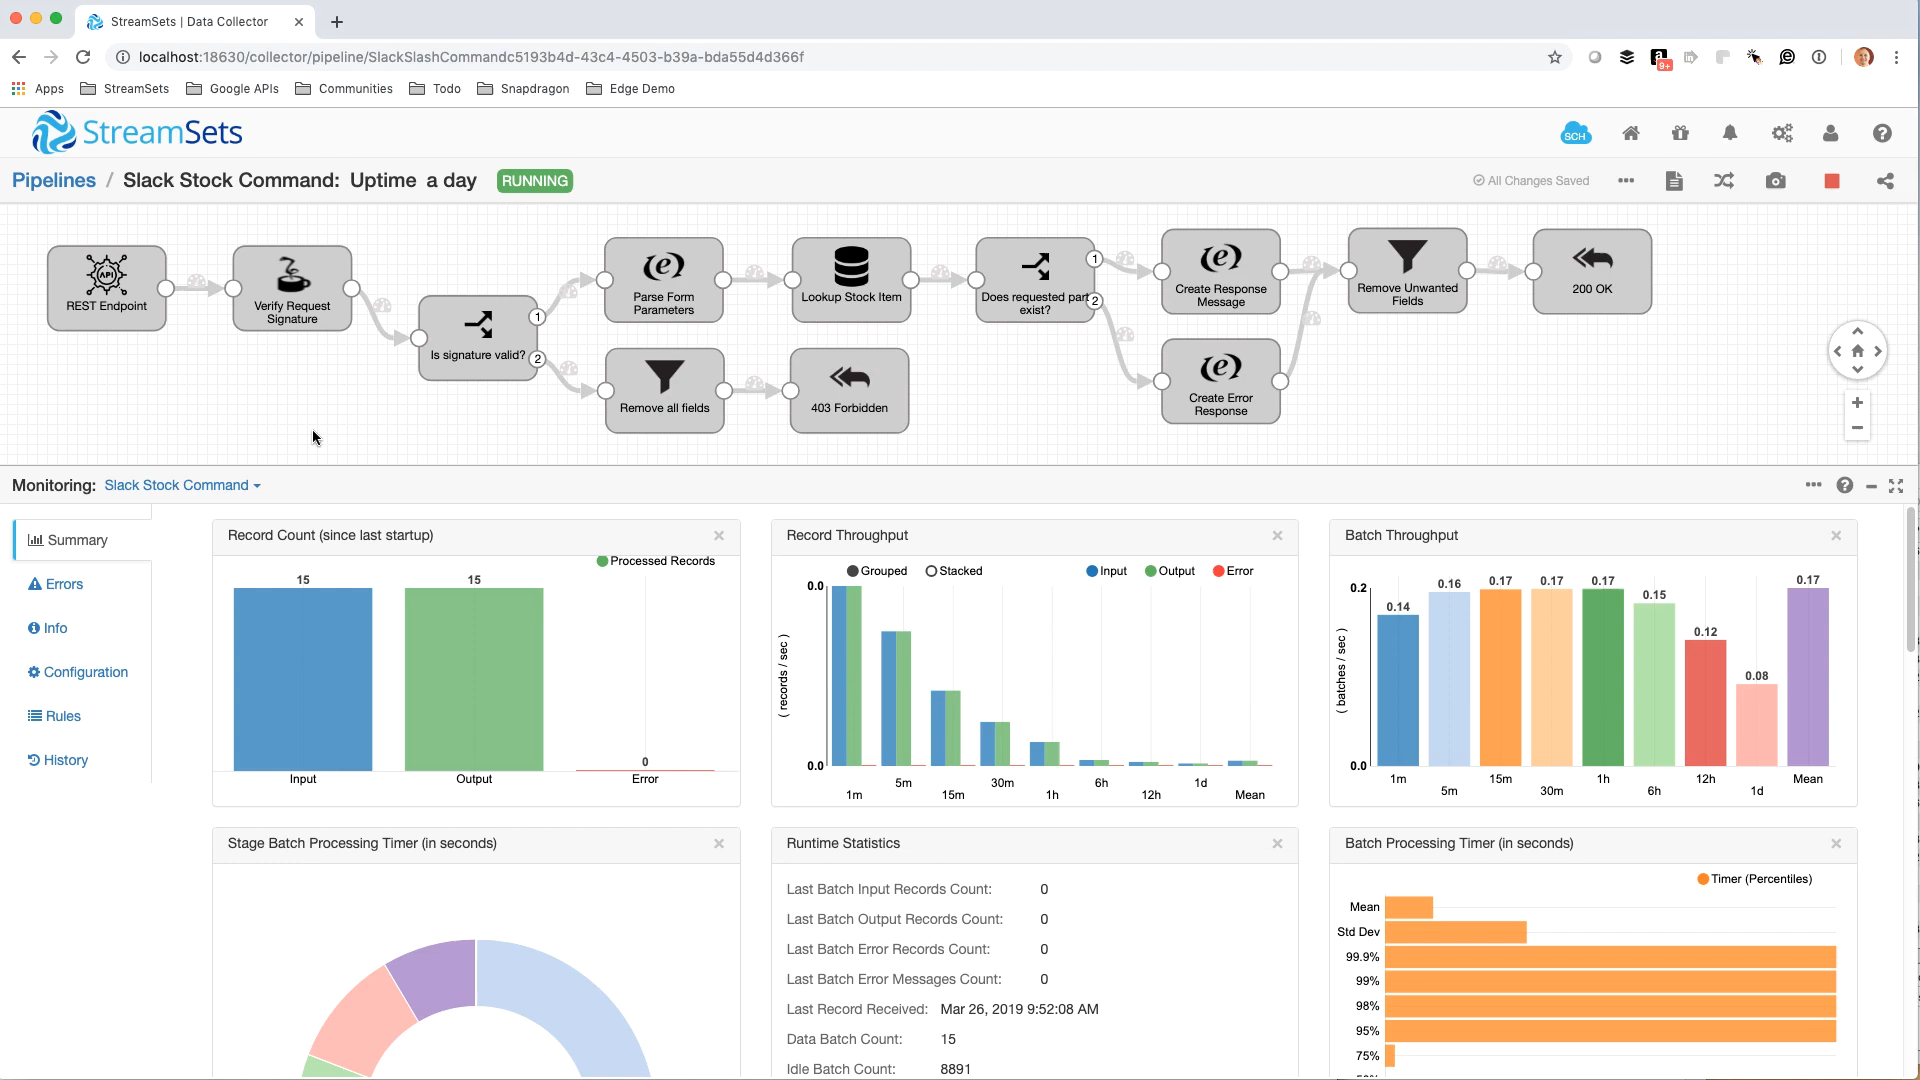 StreamSets | Data Collector
localhost:18630/collector/pipeline/SlackSlashCommandc5193b4d-43c4-4503-b39a-bda55d4d366f
9+
Apps StreamSets Google APIs Communities Todo Snapdragon Edge Demo
StreamSets
SCH
Pipelines / Slack Stock Command: Uptime a day RUNNING
All Changes Saved
API
REST Endpoint
Verify Request
Signature
Is signature valid?
1
2
Parse Form
Parameters
Remove all fields
Lookup Stock Item
403 Forbidden
Does requested part
exist?
1
2
Create Response
Message
Create Error
Response
Remove Unwanted
Fields
200 OK
Monitoring: Slack Stock Command
Summary
Errors
Info
Configuration
Rules
History
Record Count (since last startup)
Processed Records
15 15 0
Input Output Error
Record Throughput
Grouped Stacked Input Output Error
0.0
( records / sec )
0.0
1m 5m 15m 30m 1h 6h 12h 1d Mean
Batch Throughput
0.2
( batches / sec )
0.0
0.14 0.16 0.17 0.17 0.17 0.15 0.12 0.08 0.17
1m 5m 15m 30m 1h 6h 12h 1d Mean
Stage Batch Processing Timer (in seconds)
Runtime Statistics
Last Batch Input Records Count: 0
Last Batch Output Records Count: 0
Last Batch Error Records Count: 0
Last Batch Error Messages Count: 0
Last Record Received: Mar 26, 2019 9:52:08 AM
Data Batch Count: 15
Idle Batch Count: 8891
Batch Processing Timer (in seconds)
Timer (Percentiles)
Mean
Std Dev
99.9%
99%
98%
95%
75%